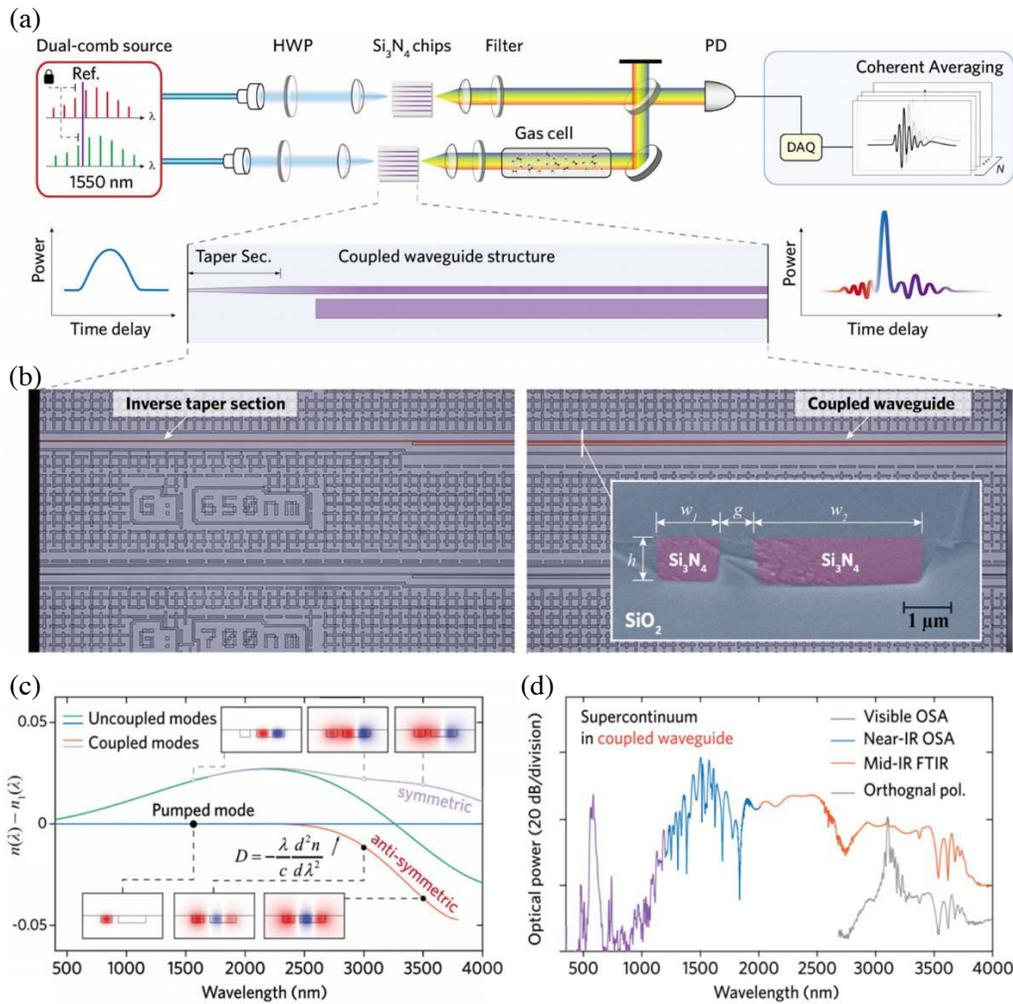 (a)
Dual-comb source
HWP
Si₃N₄ chips
Filter
PD
Ref.
λ
λ
1550 nm
Gas cell
Coherent Averaging
DAQ
N
Power
Time delay
Taper Sec.
Coupled waveguide structure
Power
Time delay
(b)
Inverse taper section
Coupled waveguide
G: 650nm
G: 700nm
w₁
g
w₂
h
Si₃N₄
Si₃N₄
SiO₂
1 μm
(c)
0.05
0
-0.05
n(λ) − n₁(λ)
Uncoupled modes
Coupled modes
symmetric
Pumped mode
anti-symmetric
D = −λ/c d²n/dλ²
500 1000 1500 2000 2500 3000 3500 4000
Wavelength (nm)
(d)
Optical power (20 dB/division)
Supercontinuum
in coupled waveguide
Visible OSA
Near-IR OSA
Mid-IR FTIR
Orthognal pol.
500 1000 1500 2000 2500 3000 3500 4000
Wavelength (nm)